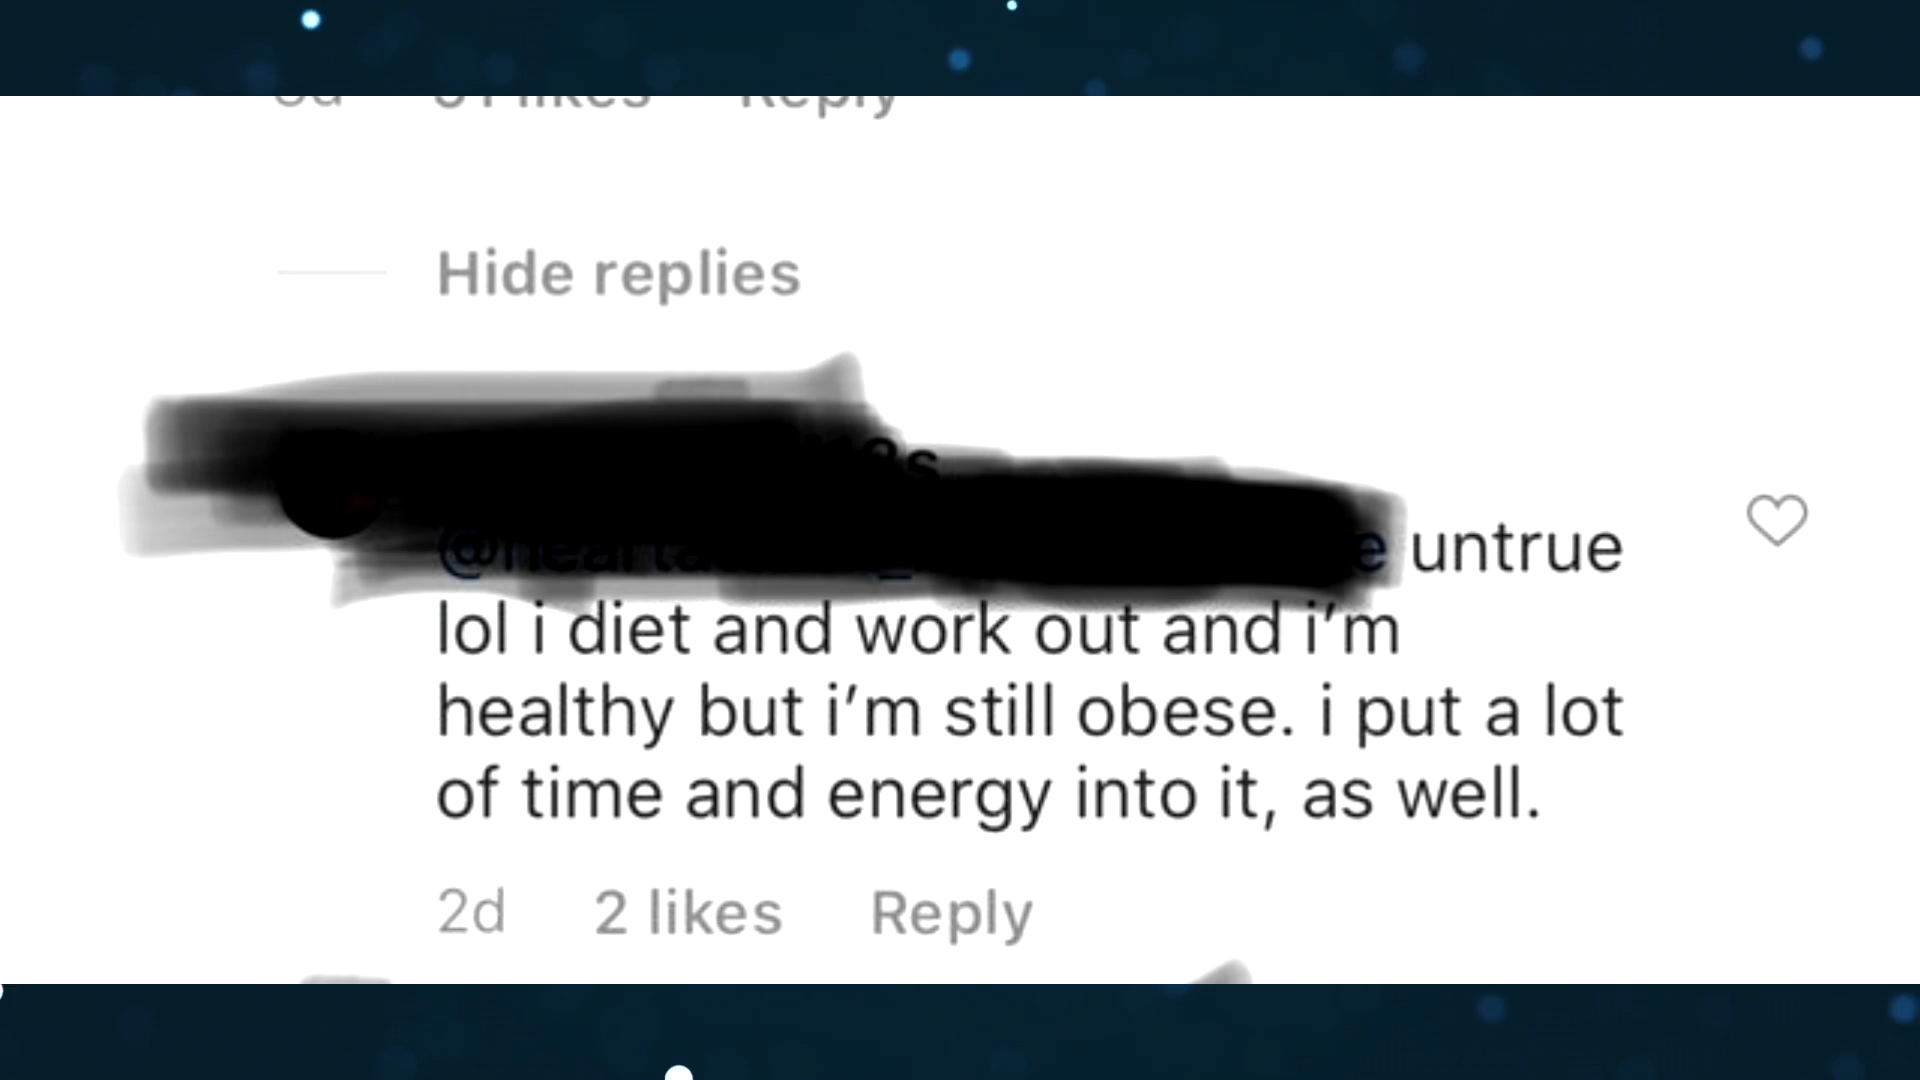 Reply
Hide replies
untrue
lol i diet and work out and i’m
healthy but i’m still obese. i put a lot
of time and energy into it, as well.
2d 2 likes Reply